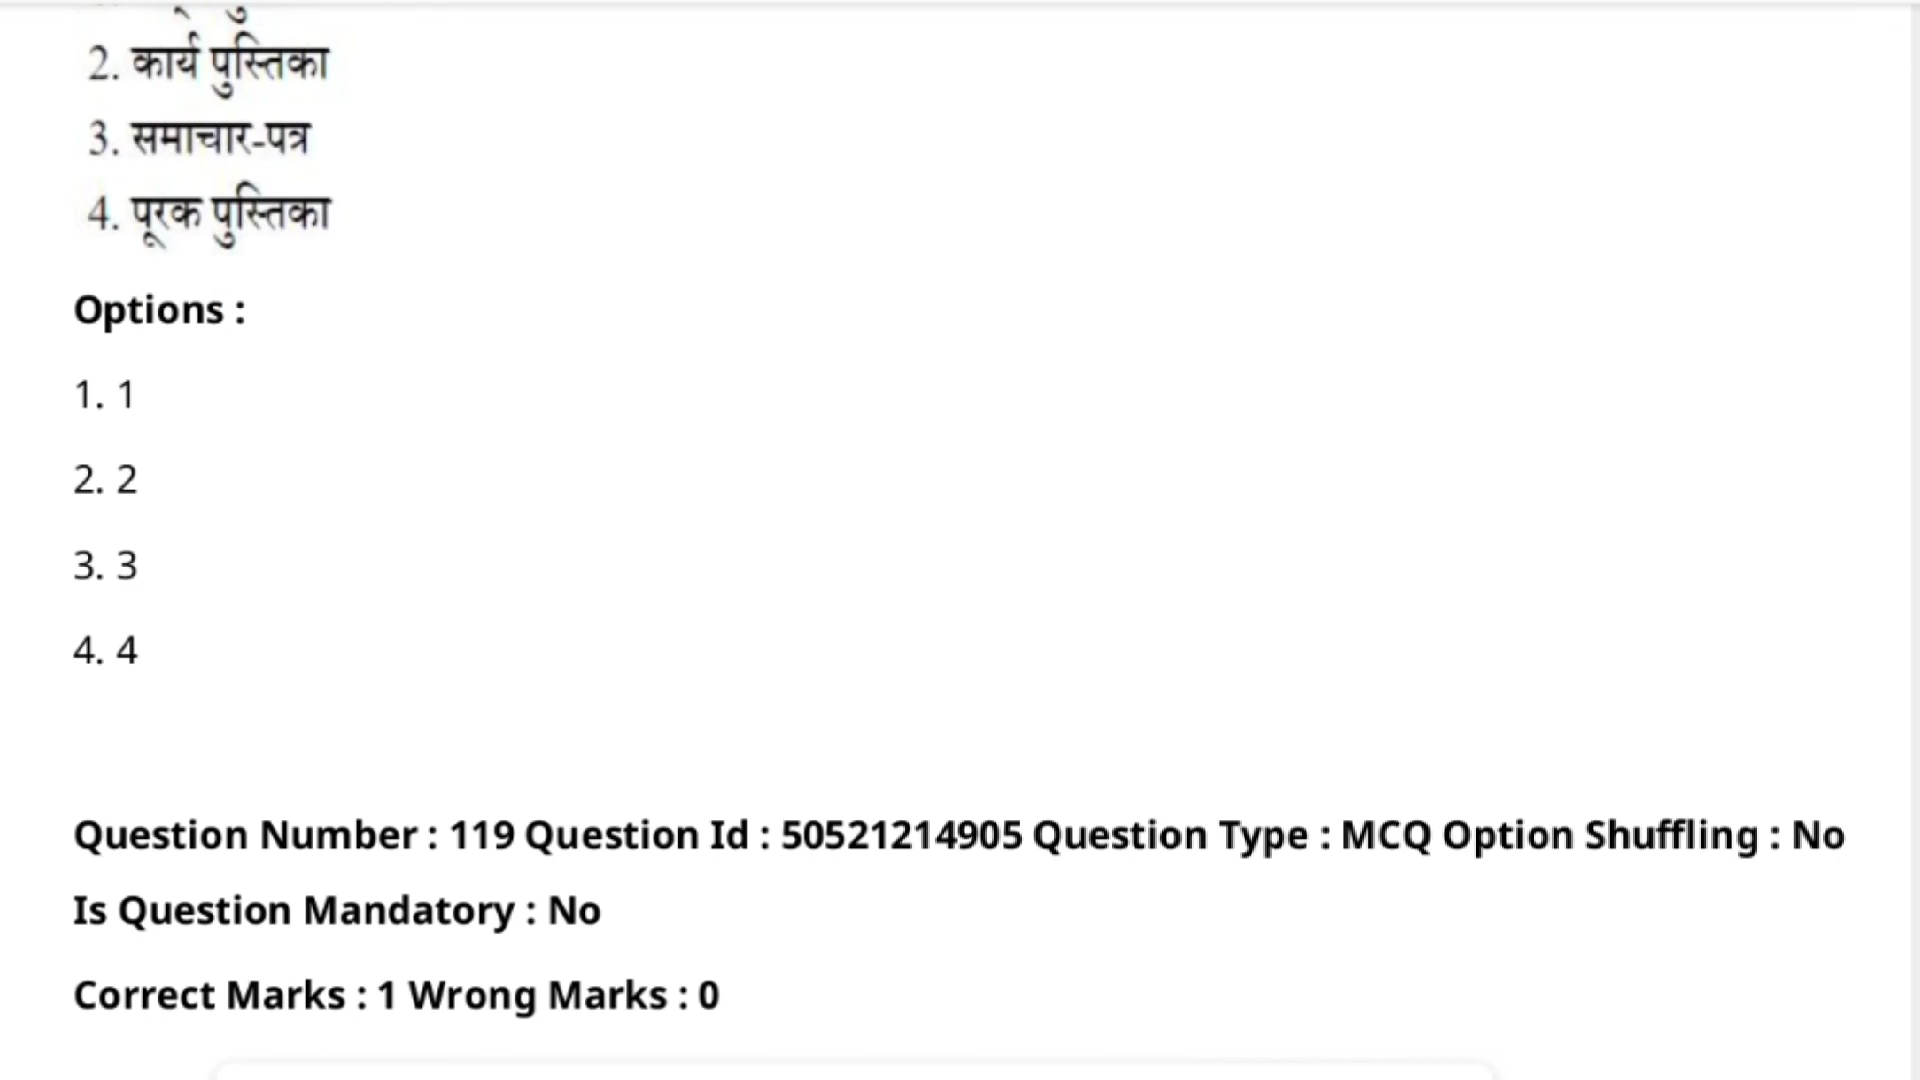 2. कार्य पुस्तिका
3. समाचार-पत्र
4. पूरक पुस्तिका
Options :
1. 1
2. 2
3. 3
4. 4
Question Number : 119 Question Id : 50521214905 Question Type : MCQ Option Shuffling : No
Is Question Mandatory : No
Correct Marks : 1 Wrong Marks : 0